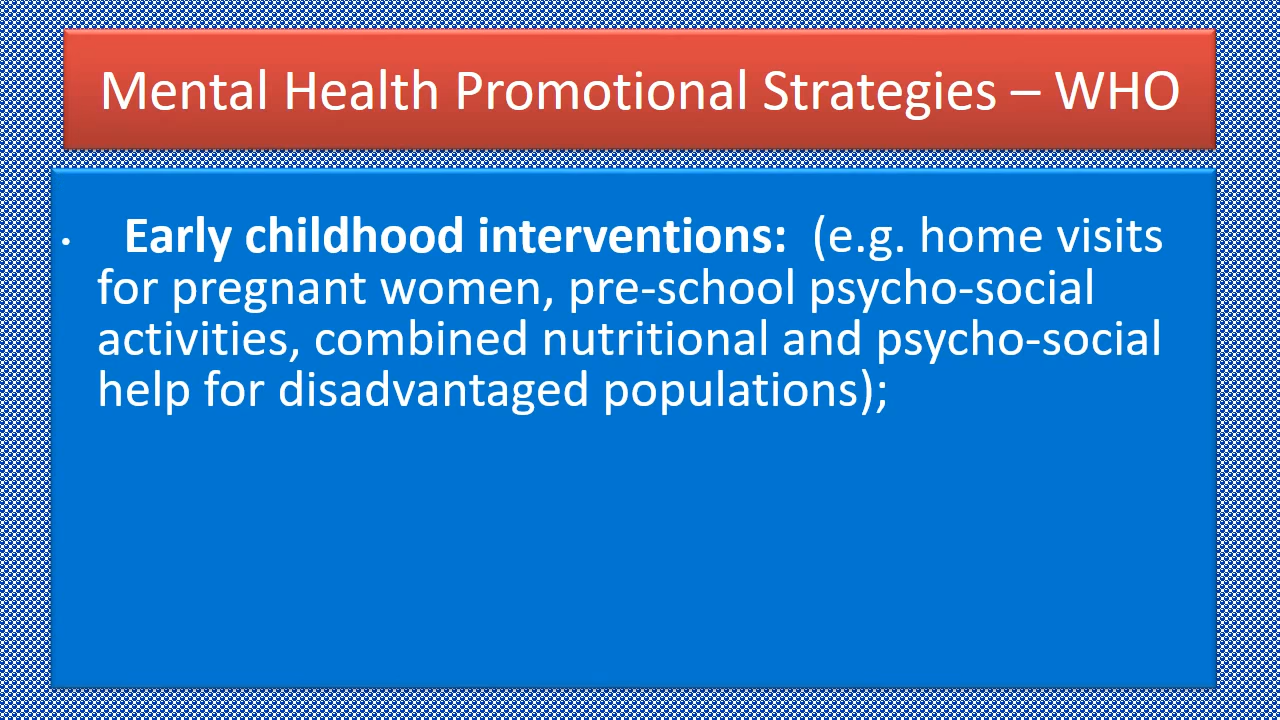 Mental Health Promotional Strategies – WHO
• Early childhood interventions: (e.g. home visits
for pregnant women, pre-school psycho-social
activities, combined nutritional and psycho-social
help for disadvantaged populations);